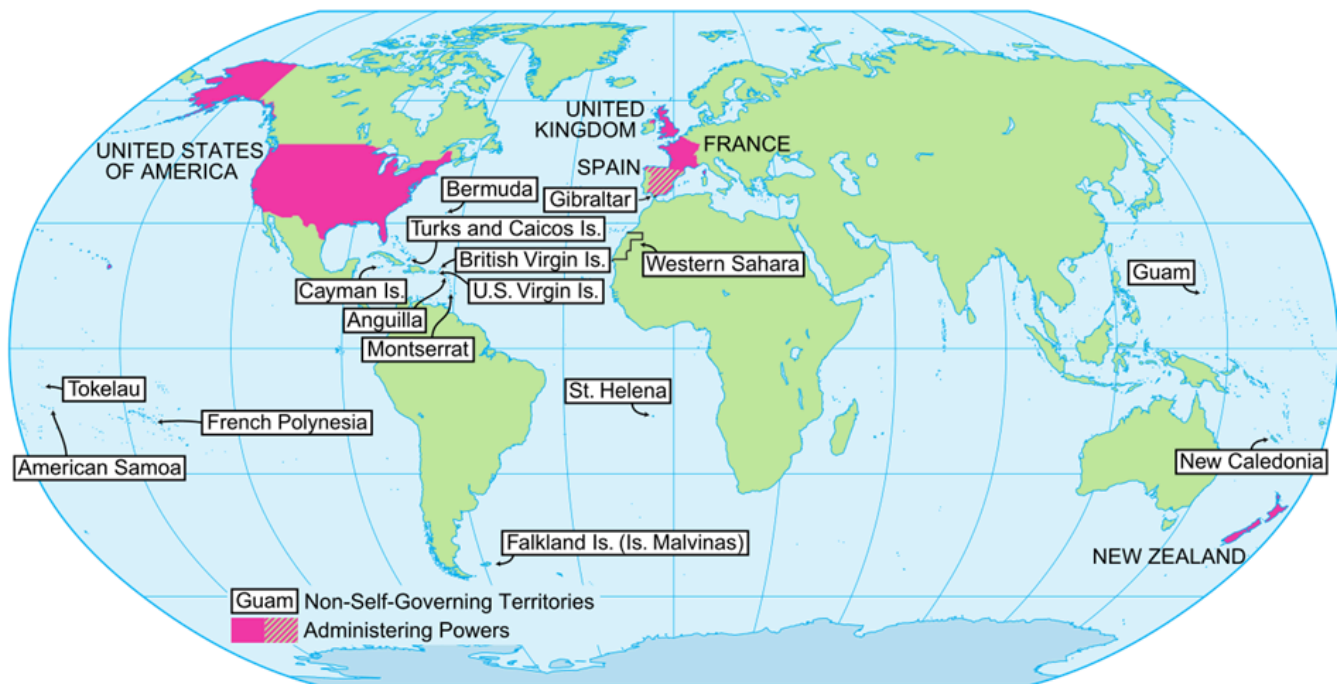 UNITED
KINGDOM
UNITED STATES
OF AMERICA
FRANCE
SPAIN
Bermuda
Gibraltar
Turks and Caicos Is.
British Virgin Is.
Western Sahara
Guam
Cayman Is.
U.S. Virgin Is.
Anguilla
Montserrat
Tokelau
St. Helena
French Polynesia
American Samoa
New Caledonia
Falkland Is. (Is. Malvinas)
NEW ZEALAND
Guam Non-Self-Governing Territories
Administering Powers